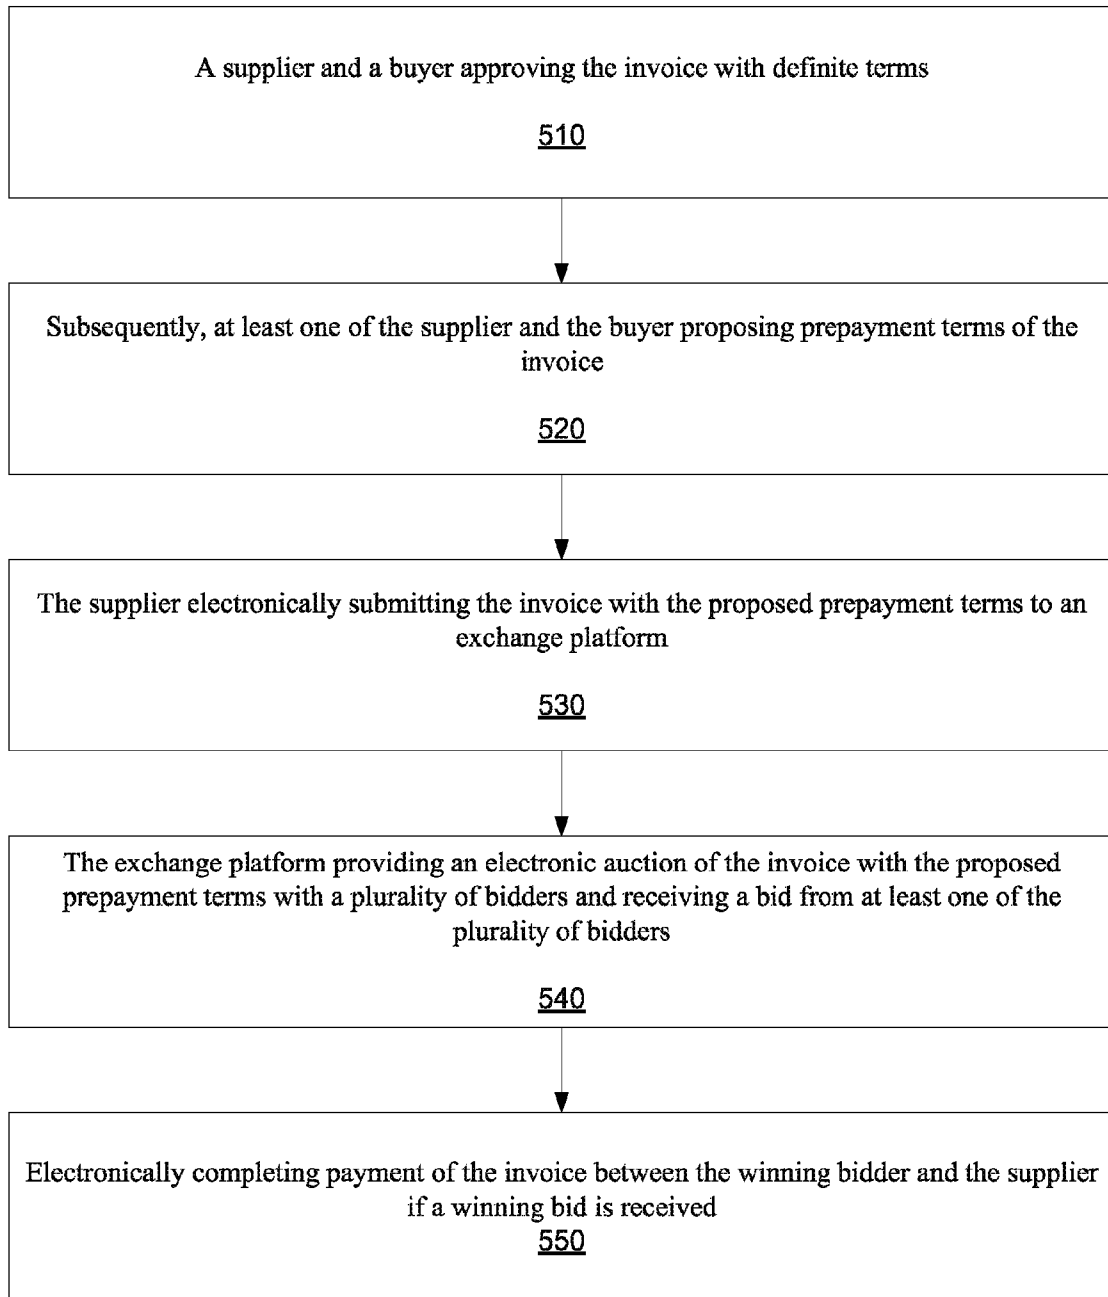 A supplier and a buyer approving the invoice with definite terms
510
Subsequently, at least one of the supplier and the buyer proposing prepayment terms of the
invoice
520
The supplier electronically submitting the invoice with the proposed prepayment terms to an
exchange platform
530
The exchange platform providing an electronic auction of the invoice with the proposed
prepayment terms with a plurality of bidders and receiving a bid from at least one of the
plurality of bidders
540
Electronically completing payment of the invoice between the winning bidder and the supplier
if a winning bid is received
550